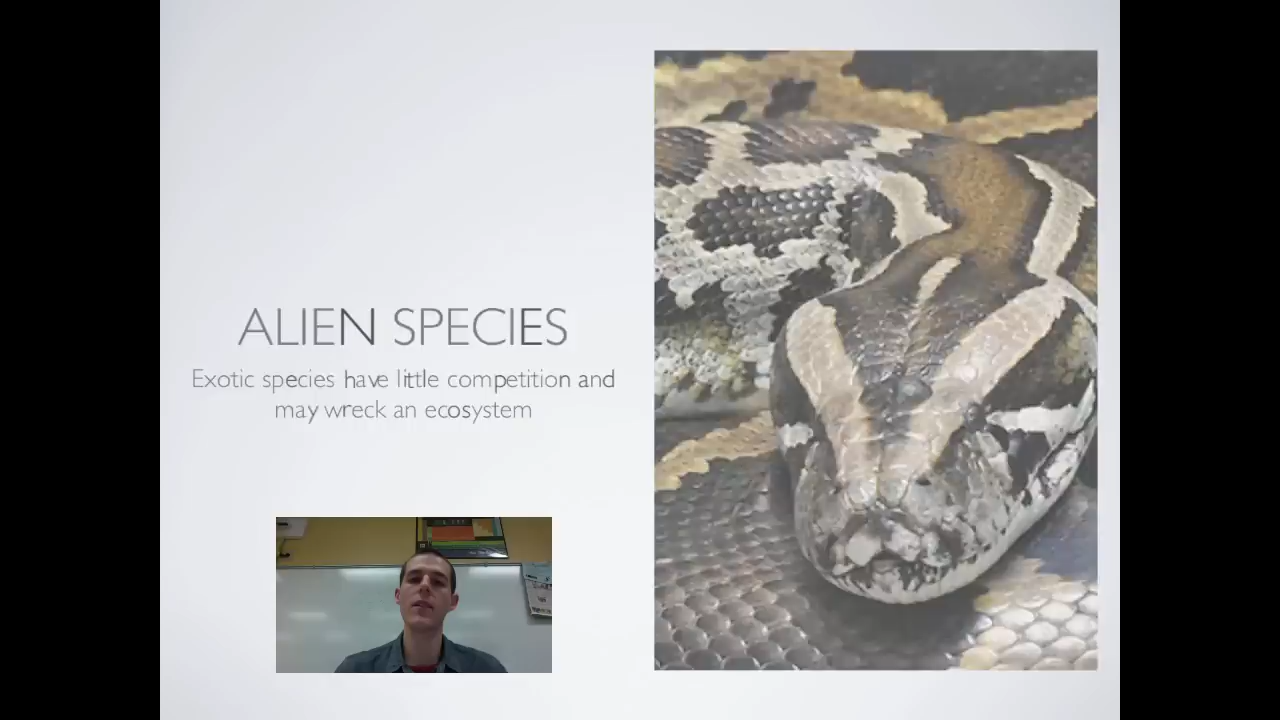 ALIEN SPECIES
Exotic species have little competition and
may wreck an ecosystem